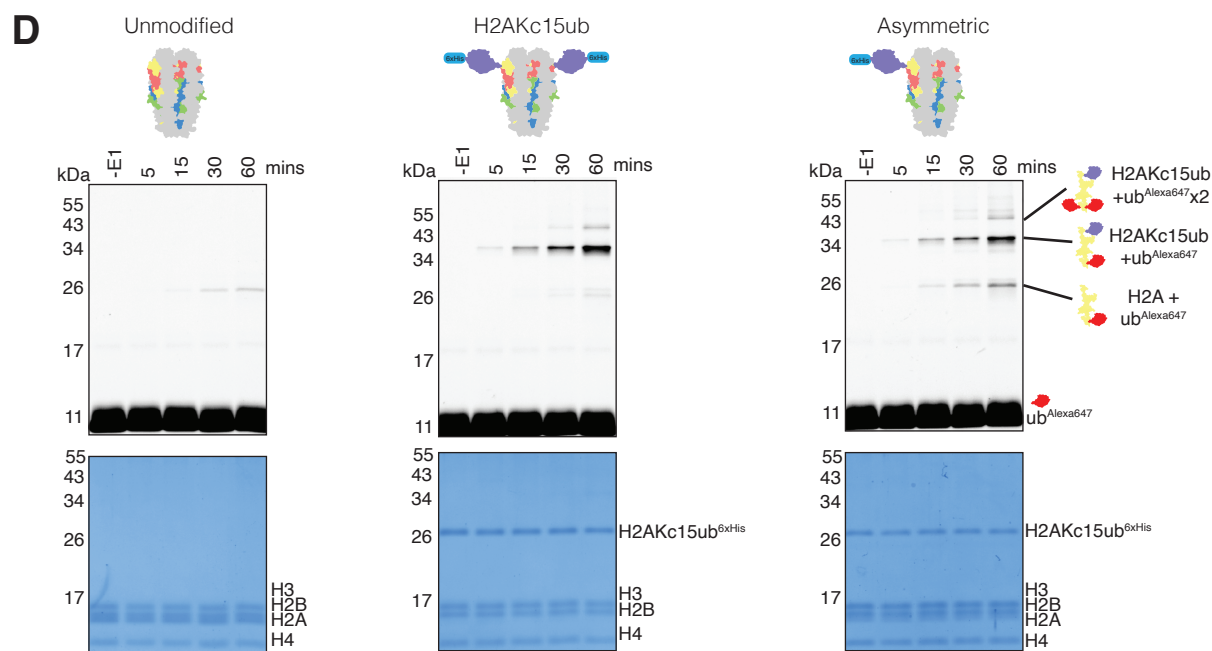 D
Unmodified
H2AKc15ub
Asymmetric
6xHis
6xHis
6xHis
kDa -E1 5 15 30 60 mins
55
43
34
26
17
11
kDa -E1 5 15 30 60 mins
55
43
34
26
17
11
kDa -E1 5 15 30 60 mins
55
43
34
26
17
11
H2AKc15ub
+ubAlexa647x2
H2AKc15ub
+ubAlexa647
H2A +
ubAlexa647
ubAlexa647
55
43
34
26
17
H3
H2B
H2A
H4
55
43
34
26
17
H2AKc15ub6xHis
H3
H2B
H4
55
43
34
26
17
H2AKc15ub6xHis
H3
H2B
H2A
H4